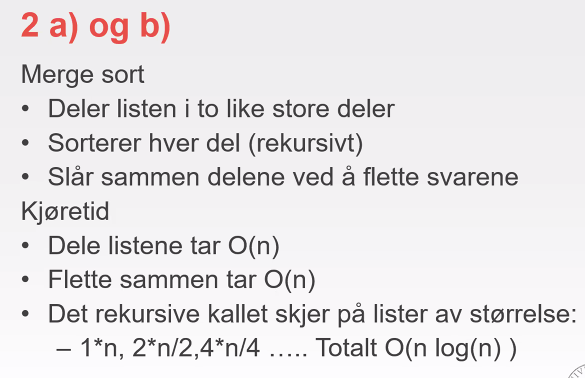 2 a) og b)
Merge sort
• Deler listen i to like store deler
• Sorterer hver del (rekursivt)
• Slår sammen delene ved å flette svarene
Kjøretid
• Dele listene tar O(n)
• Flette sammen tar O(n)
• Det rekursive kallet skjer på lister av størrelse:
– 1*n, 2*n/2,4*n/4 ….. Totalt O(n log(n) )